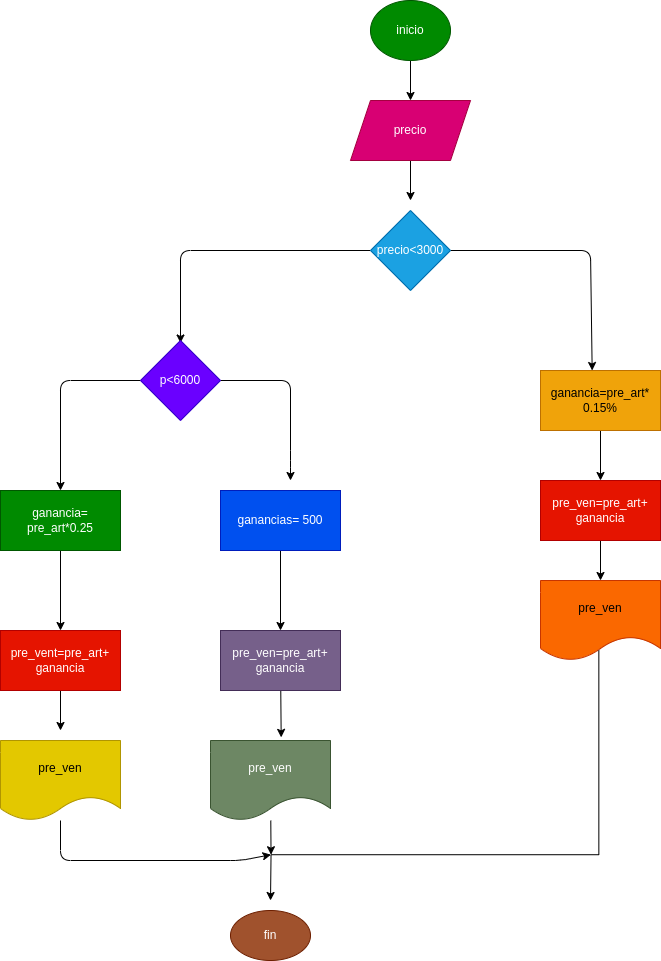 inicio
precio
precio<3000
p<6000
ganancia=pre_art*
0.15%
ganancia=
pre_art*0.25
ganancias= 500
pre_ven=pre_art+
ganancia
pre_ven
pre_vent=pre_art+
ganancia
pre_ven=pre_art+
ganancia
pre_ven
pre_ven
fin